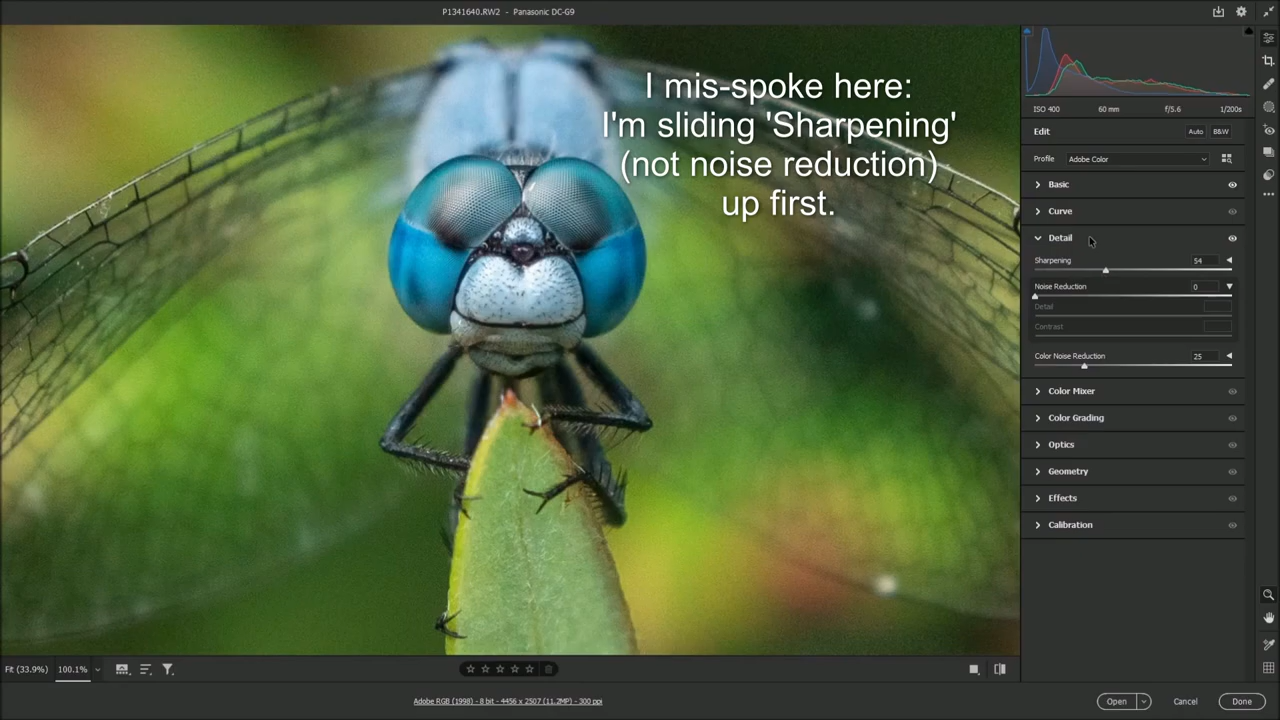 P1341640.RW2 - Panasonic DC-G9
I mis-spoke here:
I'm sliding 'Sharpening'
(not noise reduction)
up first.
ISO 400 60 mm f/5.6 1/200s
Edit Auto B&W
Profile Adobe Color
Basic
Curve
Detail
Sharpening 54
Noise Reduction 0
Detail
Contrast
Color Noise Reduction 25
Color Mixer
Color Grading
Optics
Geometry
Effects
Calibration
Fit (33.9%) 100.1%
Adobe RGB (1998) - 8 bit - 4456 x 2507 (11.2MP) - 300 ppi
Open Cancel Done